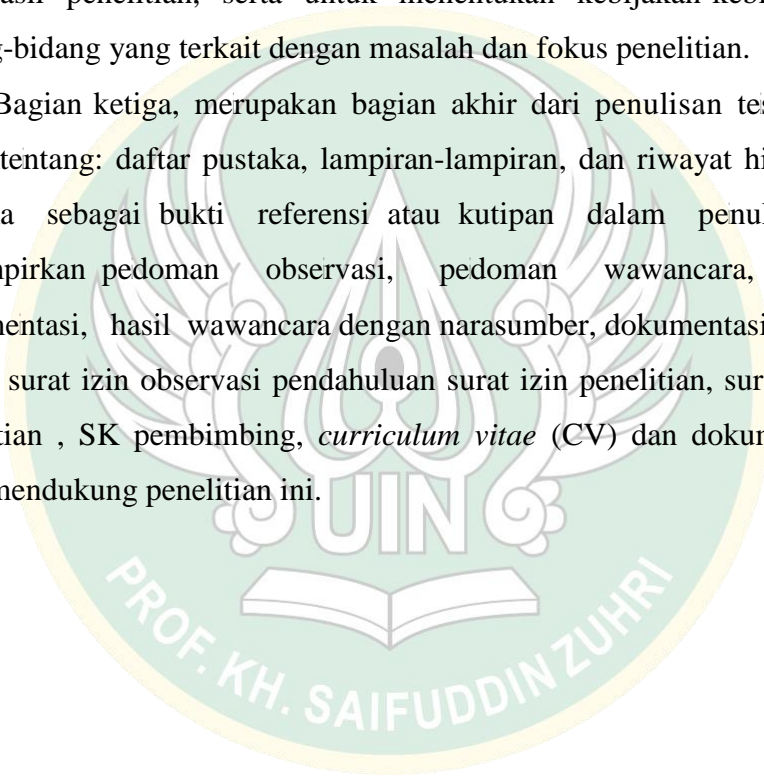 asil penelitian, serta untuk menentukan kebijakan-keb
-bidang yang terkait dengan masalah dan fokus penelitian.
Bagian ketiga, merupakan bagian akhir dari penulisan te
tentang: daftar pustaka, lampiran-lampiran, dan riwayat hi
a sebagai bukti referensi atau kutipan dalam penul
mpirkan pedoman observasi, pedoman wawancara,
mentasi, hasil wawancara dengan narasumber, dokumentasi
surat izin observasi pendahuluan surat izin penelitian, sur
tian , SK pembimbing, curriculum vitae (CV) dan dokum
mendukung penelitian ini.
UIN
PROF. KH. SAIFUDDIN ZUHRI